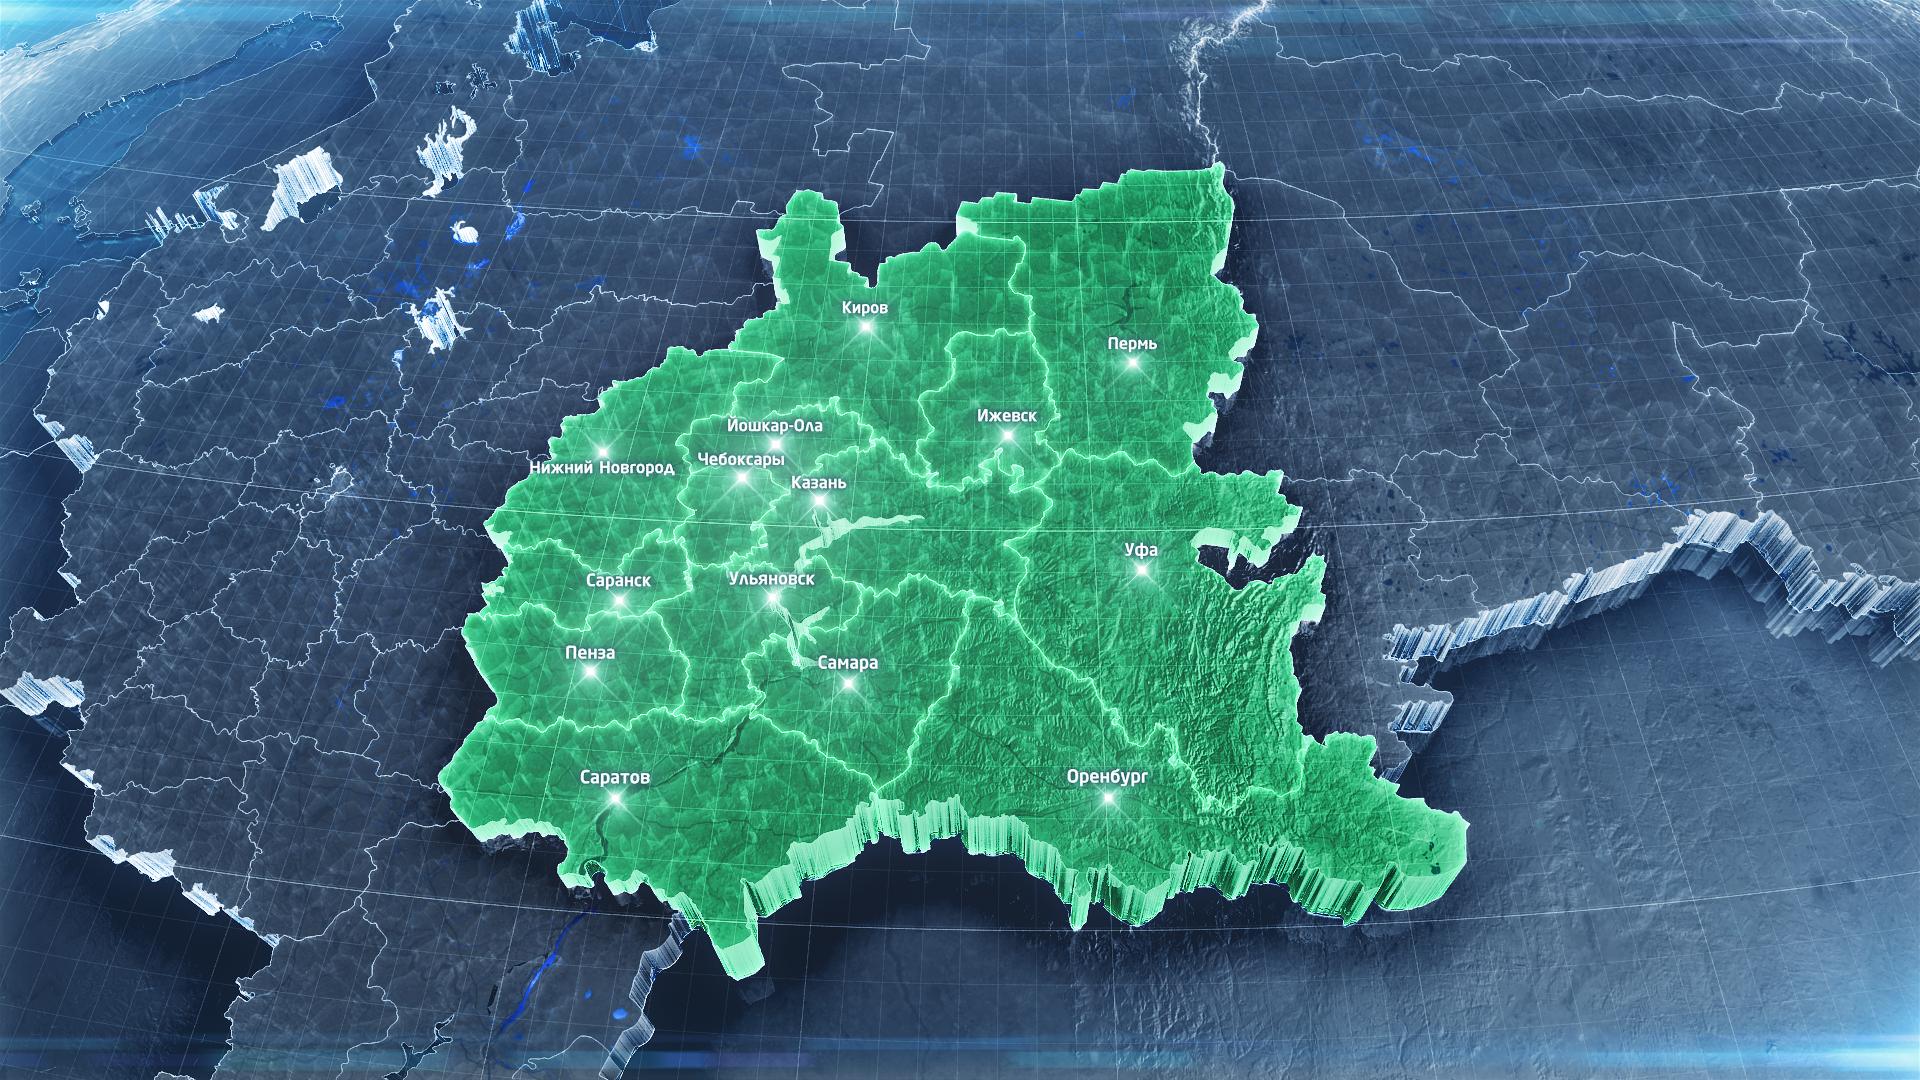 Киров
Пермь
Ижевск
Йошкар-Ола
Чебоксары
Нижний Новгород
Казань
Уфа
Саранск
Ульяновск
Пенза
Самара
Саратов
Оренбург